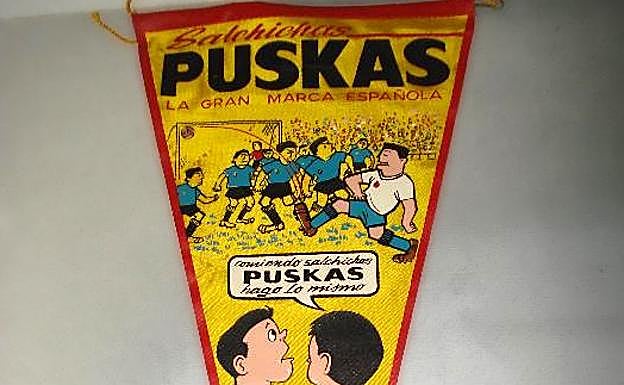 Salchichas
PUSKAS
LA GRAN MARCA ESPAÑOLA
comiendo salchichas
PUSKAS
hago lo mismo